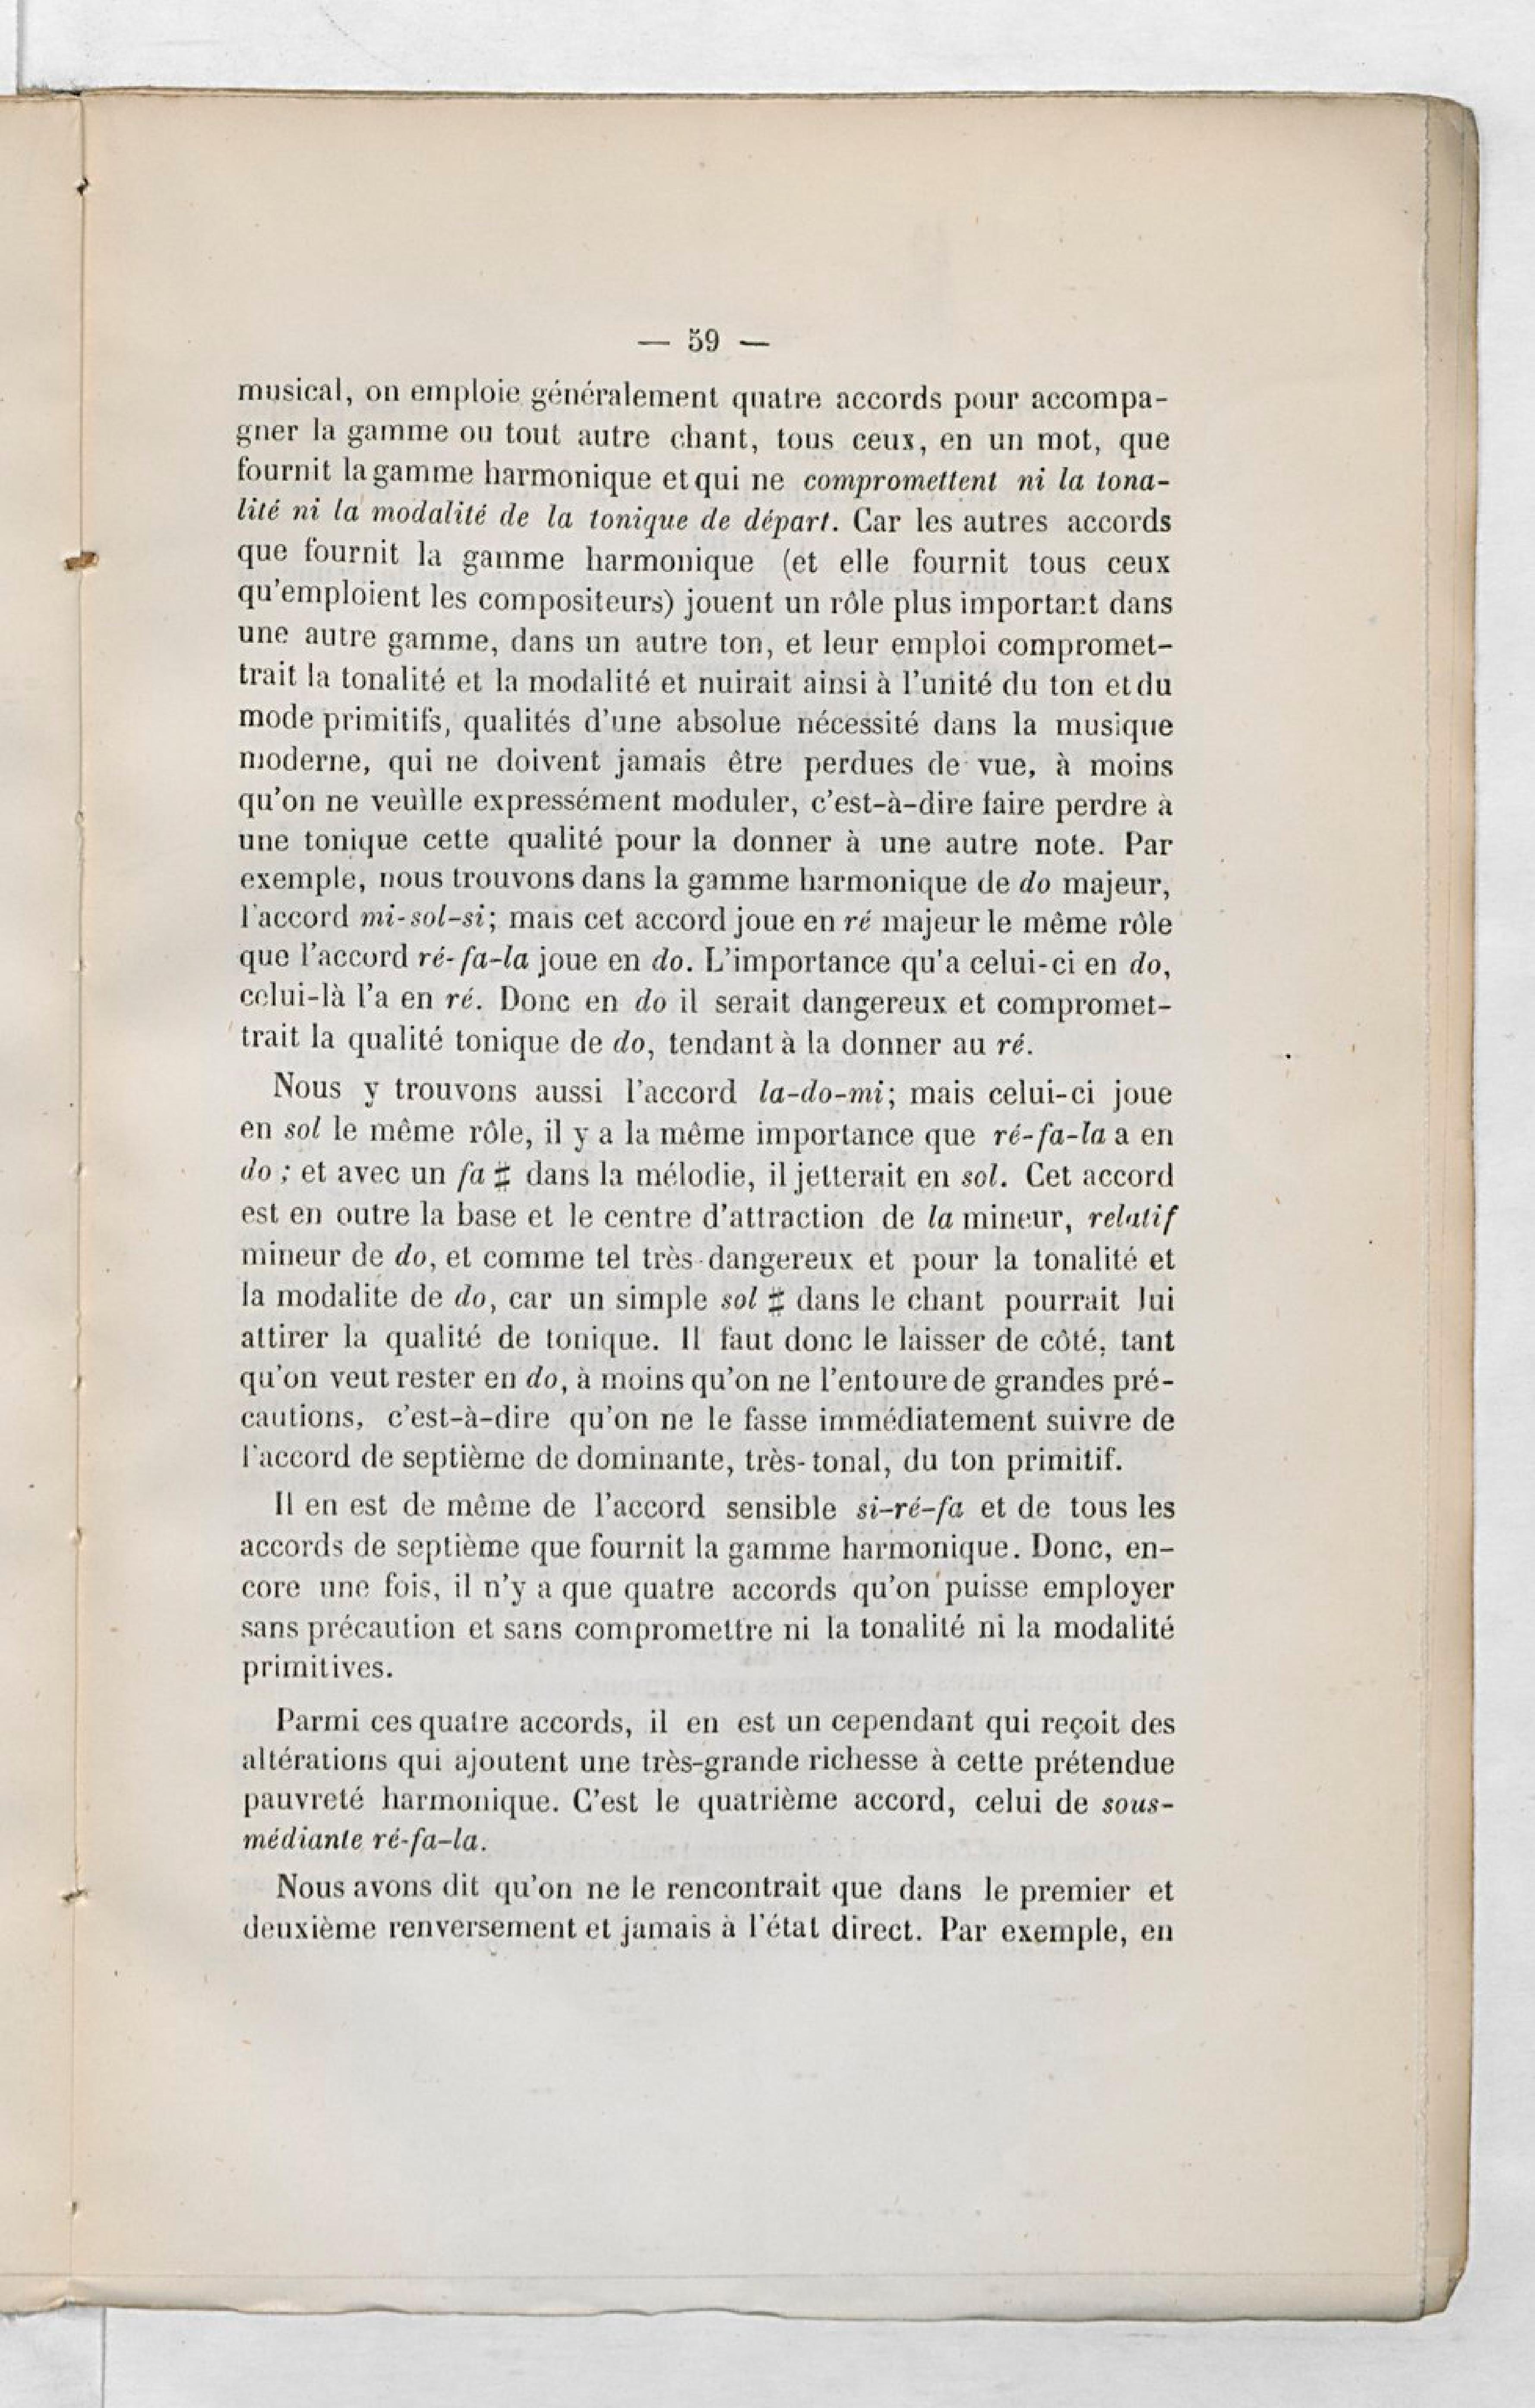 — 59 —
musical, on emploie généralement quatre accords pour accompa-
gner la gamme ou tout autre chant, tous ceux, en un mot, que
fournit la gamme harmonique et qui ne compromettent ni la tona-
lité ni la modalité de la tonique de départ. Car les autres accords
que fournit la gamme harmonique (et elle fournit tous ceux
qu'emploient les compositeurs) jouent un rôle plus important dans
une autre gamme, dans un autre ton, et leur emploi compromet-
trait la tonalité et la modalité et nuirait ainsi à l'unité du ton et du
mode primitifs, qualités d'une absolue nécessité dans la musique
moderne, qui ne doivent jamais être perdues de vue, à moins
qu'on ne veuille expressément moduler, c'est-à-dire faire perdre à
une tonique cette qualité pour la donner à une autre note. Par
exemple, nous trouvons dans la gamme harmonique de do majeur,
l'accord mi-sol-si; mais cet accord joue en ré majeur le même rôle
que l'accord ré-fa-la joue en do. L'importance qu'a celui-ci en do,
celui-là l'a en ré. Donc en do il serait dangereux et compromet-
trait la qualité tonique de do, tendant à la donner au ré.
Nous y trouvons aussi l'accord la-do-mi; mais celui-ci joue
en sol le même rôle, il y a la même importance que ré-fa-la a en
do ; et avec un fa ♯ dans la mélodie, il jetterait en sol. Cet accord
est en outre la base et le centre d'attraction de la mineur, relatif
mineur de do, et comme tel très-dangereux et pour la tonalité et
la modalite de do, car un simple sol ♯ dans le chant pourrait lui
attirer la qualité de tonique. Il faut donc le laisser de côté, tant
qu'on veut rester en do, à moins qu'on ne l'entoure de grandes pré-
cautions, c'est-à-dire qu'on ne le fasse immédiatement suivre de
l'accord de septième de dominante, très-tonal, du ton primitif.
Il en est de même de l'accord sensible si-ré-fa et de tous les
accords de septième que fournit la gamme harmonique. Donc, en-
core une fois, il n'y a que quatre accords qu'on puisse employer
sans précaution et sans compromettre ni la tonalité ni la modalité
primitives.
Parmi ces quatre accords, il en est un cependant qui reçoit des
altérations qui ajoutent une très-grande richesse à cette prétendue
pauvreté harmonique. C'est le quatrième accord, celui de sous-
médiante ré-fa-la.
Nous avons dit qu'on ne le rencontrait que dans le premier et
deuxième renversement et jamais à l'état direct. Par exemple, en